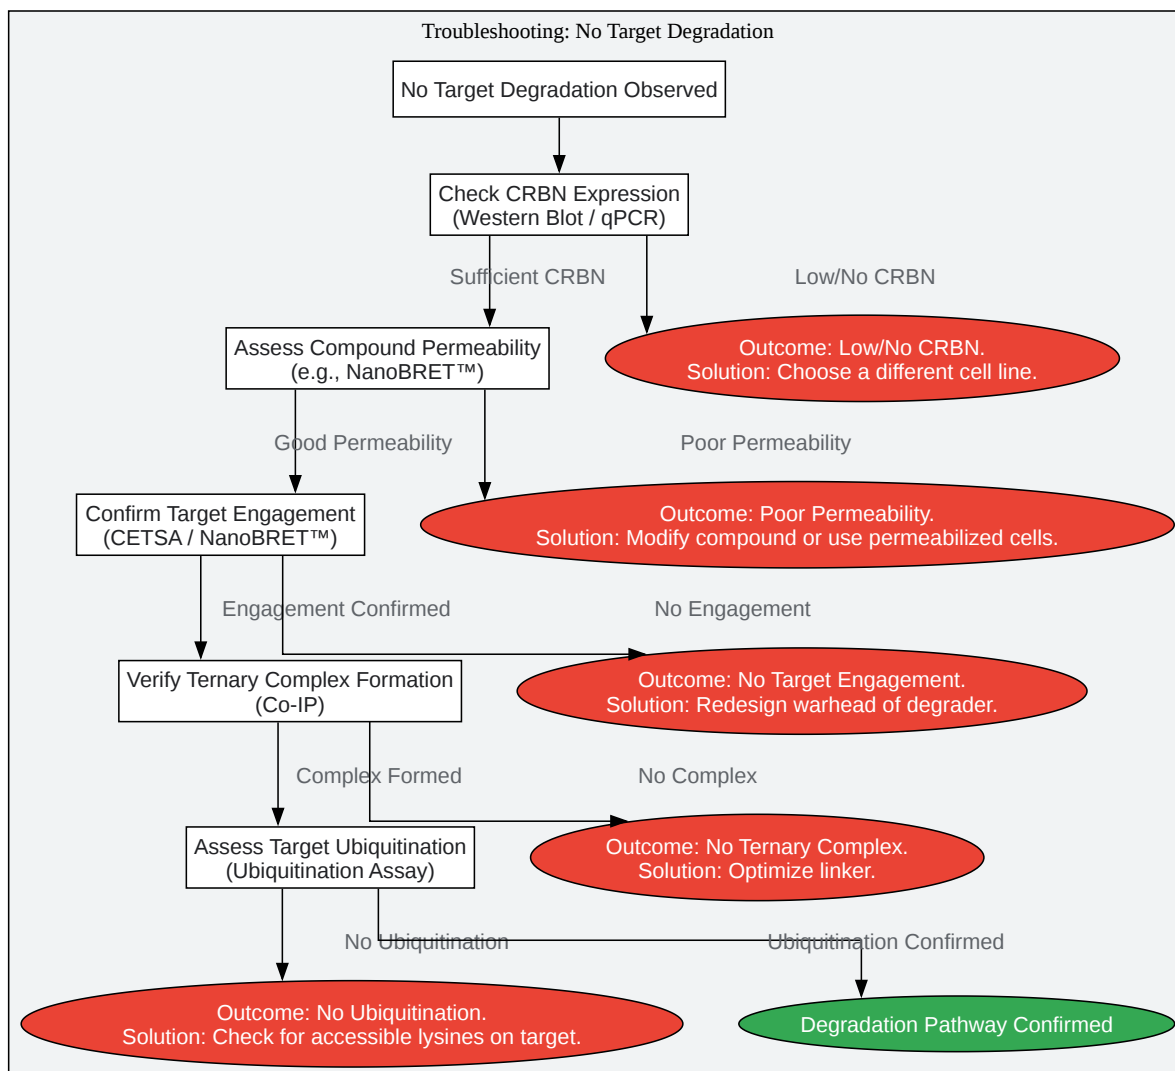 Troubleshooting: No Target Degradation
No Target Degradation Observed
Check CRBN Expression
(Western Blot / qPCR)
Sufficient CRBN
Low/No CRBN
Assess Compound Permeability
(e.g., NanoBRET™)
Outcome: Low/No CRBN.
Solution: Choose a different cell line.
Good Permeability
Poor Permeability
Confirm Target Engagement
(CETSA / NanoBRET™)
Outcome: Poor Permeability.
Solution: Modify compound or use permeabilized cells.
Engagement Confirmed
No Engagement
Verify Ternary Complex Formation
(Co-IP)
Outcome: No Target Engagement.
Solution: Redesign warhead of degrader.
Complex Formed
No Complex
Assess Target Ubiquitination
(Ubiquitination Assay)
Outcome: No Ternary Complex.
Solution: Optimize linker.
No Ubiquitination
Ubiquitination Confirmed
Outcome: No Ubiquitination.
Solution: Check for accessible lysines on target.
Degradation Pathway Confirmed